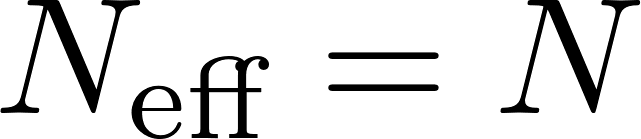 N_eff = N